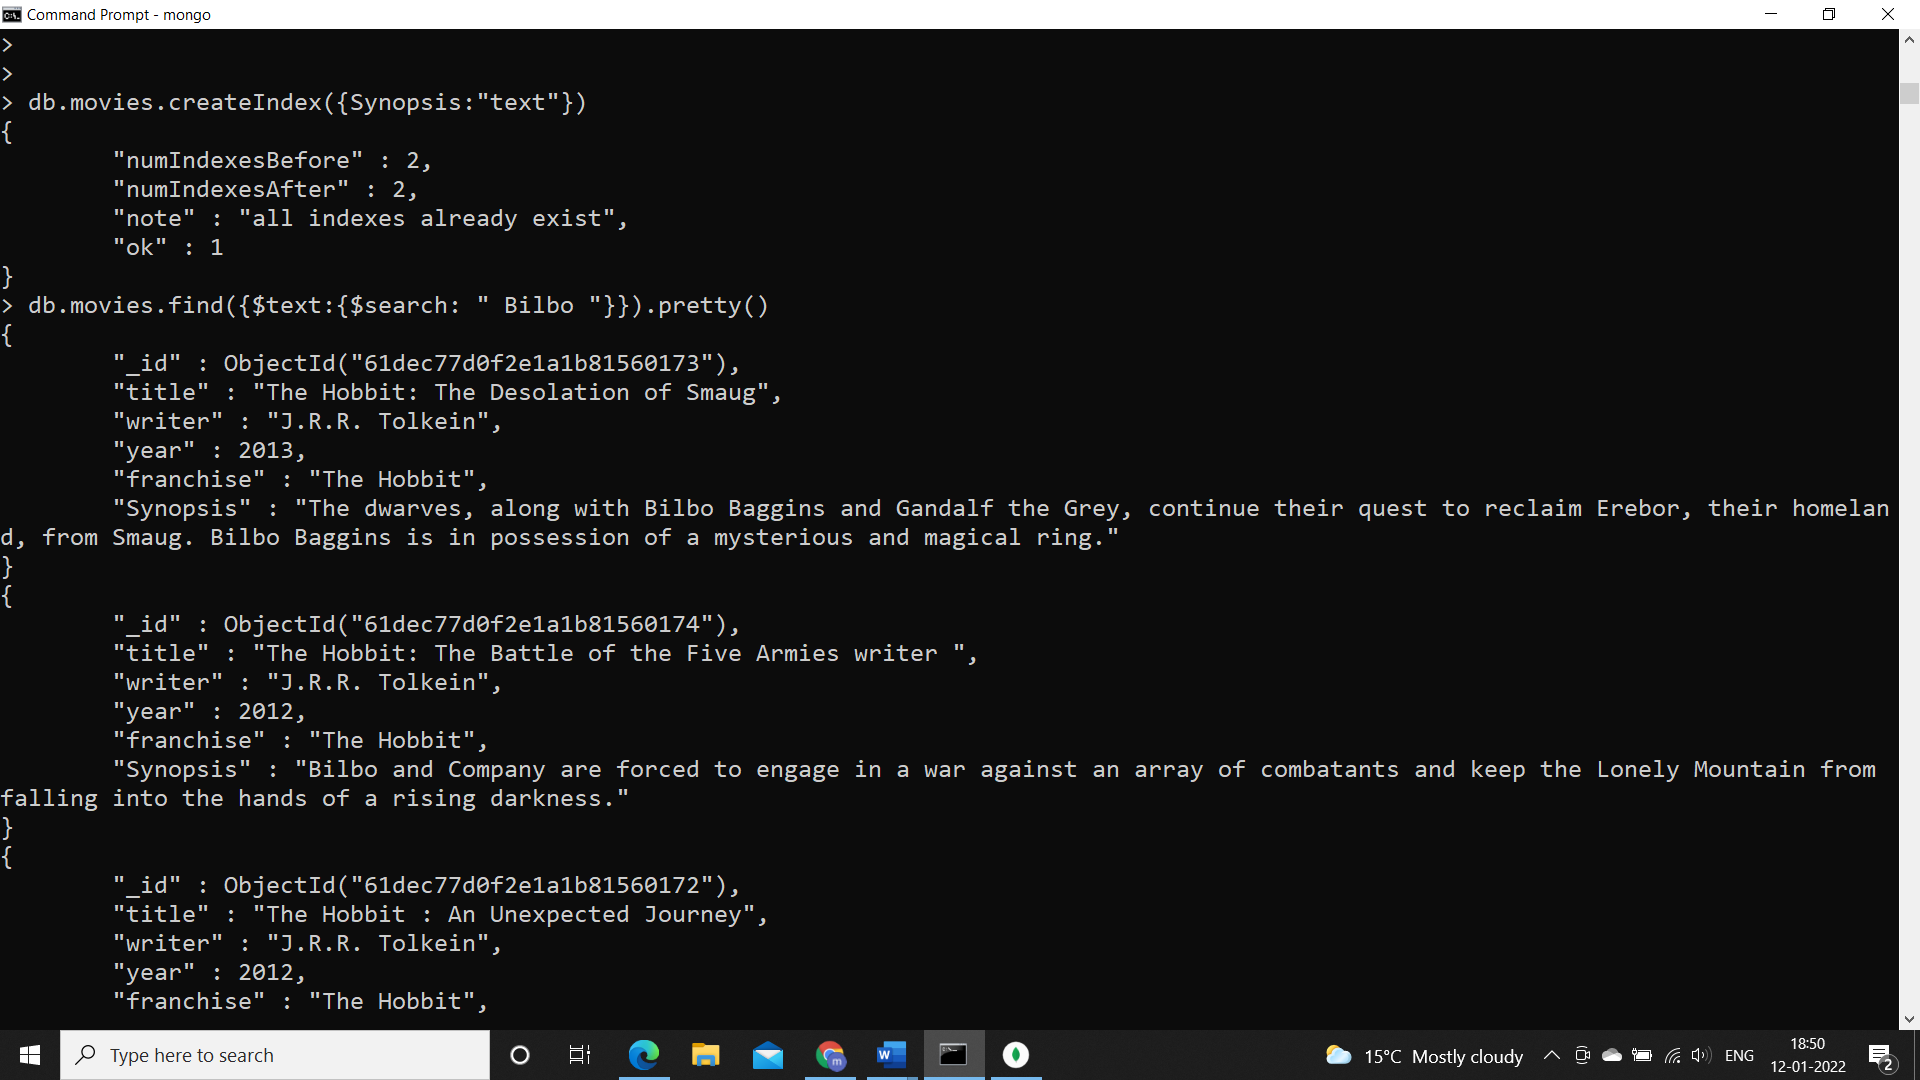 Command Prompt - mongo
>
>
> db.movies.createIndex({Synopsis:"text"})
{
"numIndexesBefore" : 2,
"numIndexesAfter" : 2,
"note" : "all indexes already exist",
"ok" : 1
}
> db.movies.find({$text:{$search: " Bilbo "}}).pretty()
{
"_id" : ObjectId("61dec77d0f2e1a1b81560173"),
"title" : "The Hobbit: The Desolation of Smaug",
"writer" : "J.R.R. Tolkein",
"year" : 2013,
"franchise" : "The Hobbit",
"Synopsis" : "The dwarves, along with Bilbo Baggins and Gandalf the Grey, continue their quest to reclaim Erebor, their homelan
d, from Smaug. Bilbo Baggins is in possession of a mysterious and magical ring."
}
{
"_id" : ObjectId("61dec77d0f2e1a1b81560174"),
"title" : "The Hobbit: The Battle of the Five Armies writer ",
"writer" : "J.R.R. Tolkein",
"year" : 2012,
"franchise" : "The Hobbit",
"Synopsis" : "Bilbo and Company are forced to engage in a war against an array of combatants and keep the Lonely Mountain from
falling into the hands of a rising darkness."
}
{
"_id" : ObjectId("61dec77d0f2e1a1b81560172"),
"title" : "The Hobbit : An Unexpected Journey",
"writer" : "J.R.R. Tolkein",
"year" : 2012,
"franchise" : "The Hobbit",
Type here to search
15°C Mostly cloudy
ENG
18:50
12-01-2022
2